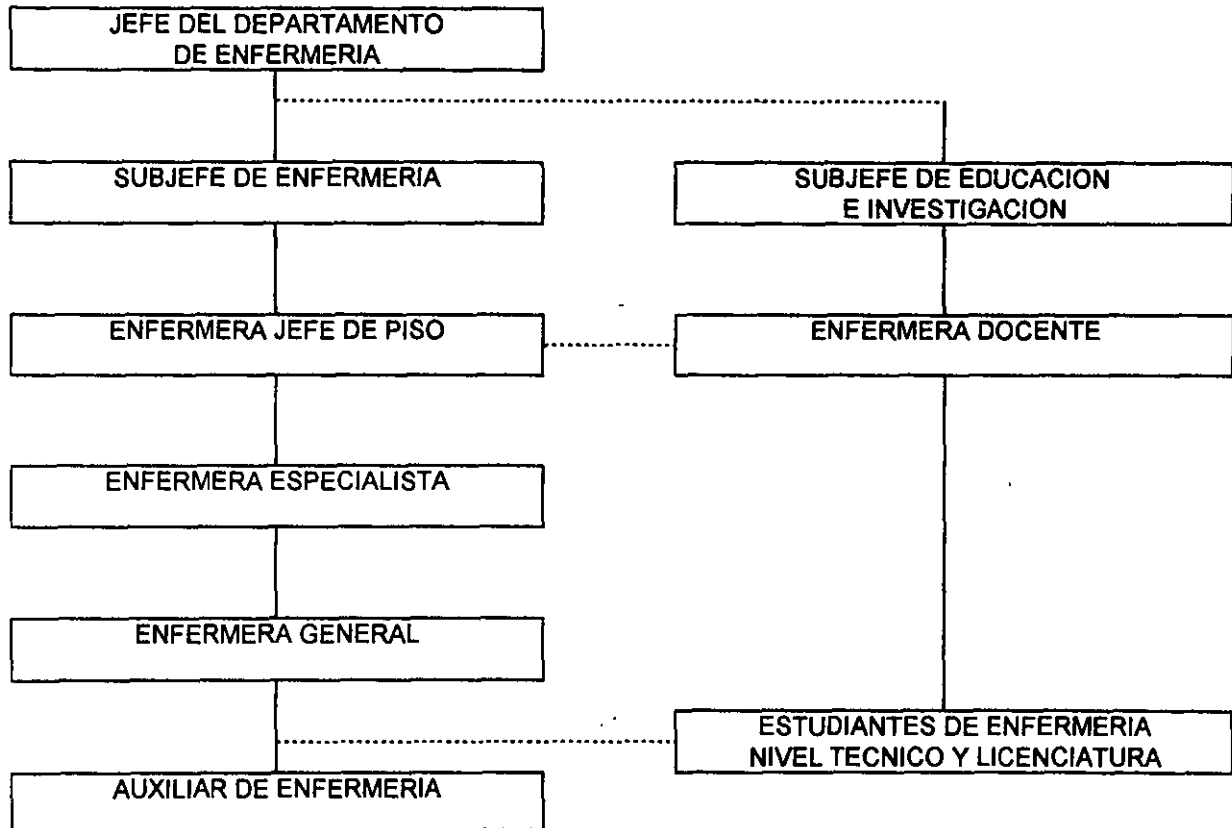 JEFE DEL DEPARTAMENTO
DE ENFERMERIA
SUBJEFE DE ENFERMERIA
SUBJEFE DE EDUCACION
E INVESTIGACION
ENFERMERA JEFE DE PISO
ENFERMERA DOCENTE
ENFERMERA ESPECIALISTA
ENFERMERA GENERAL
ESTUDIANTES DE ENFERMERIA
NIVEL TECNICO Y LICENCIATURA
AUXILIAR DE ENFERMERIA